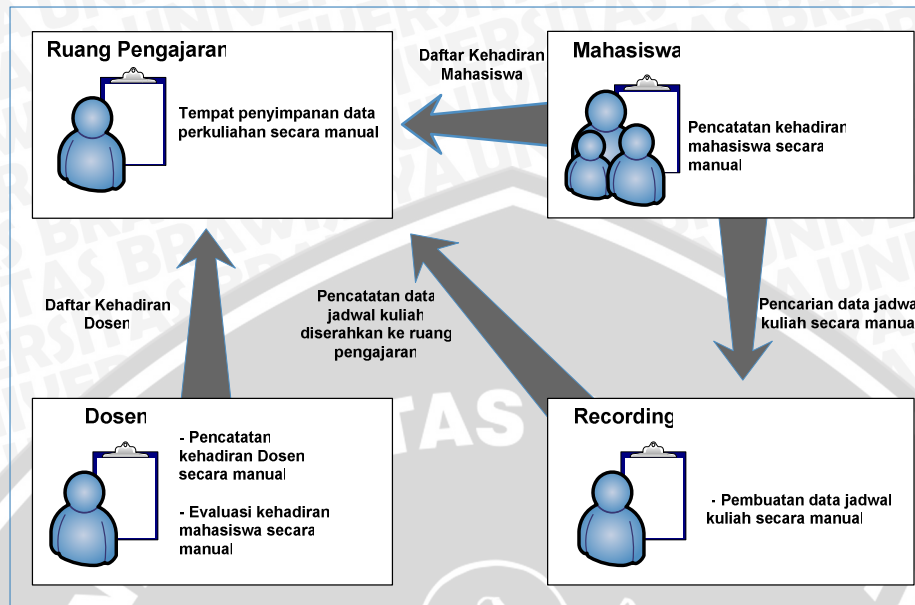 Ruang Pengajaran
Tempat penyimpanan data
perkuliahan secara manual
Daftar Kehadiran
Mahasiswa
Mahasiswa
Pencatatan kehadiran
mahasiswa secara
manual
Daftar Kehadiran
Dosen
Pencatatan data
jadwal kuliah
diserahkan ke ruang
pengajaran
Pencarian data jadwal
kuliah secara manual
Dosen
- Pencatatan
kehadiran Dosen
secara manual
- Evaluasi kehadiran
mahasiswa secara
manual
Recording
- Pembuatan data jadwal
kuliah secara manual